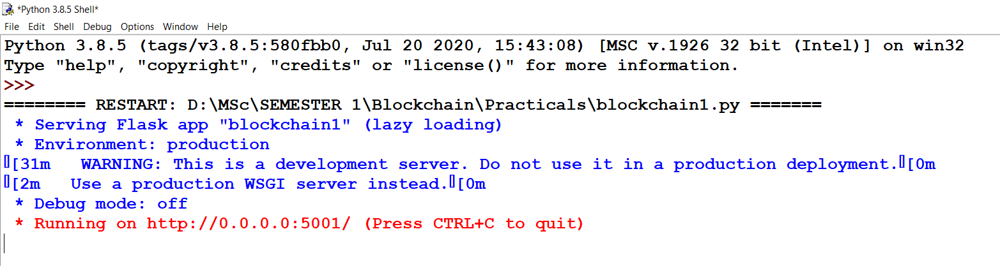 *Python 3.8.5 Shell*
File Edit Shell Debug Options Window Help
Python 3.8.5 (tags/v3.8.5:580fbb0, Jul 20 2020, 15:43:08) [MSC v.1926 32 bit (Intel)] on win32
Type "help", "copyright", "credits" or "license()" for more information.
>>>
======== RESTART: D:\MSc\SEMESTER 1\Blockchain\Practicals\blockchain1.py =======
 * Serving Flask app "blockchain1" (lazy loading)
 * Environment: production
▯[31m   WARNING: This is a development server. Do not use it in a production deployment.▯[0m
▯[2m   Use a production WSGI server instead.▯[0m
 * Debug mode: off
 * Running on http://0.0.0.0:5001/ (Press CTRL+C to quit)